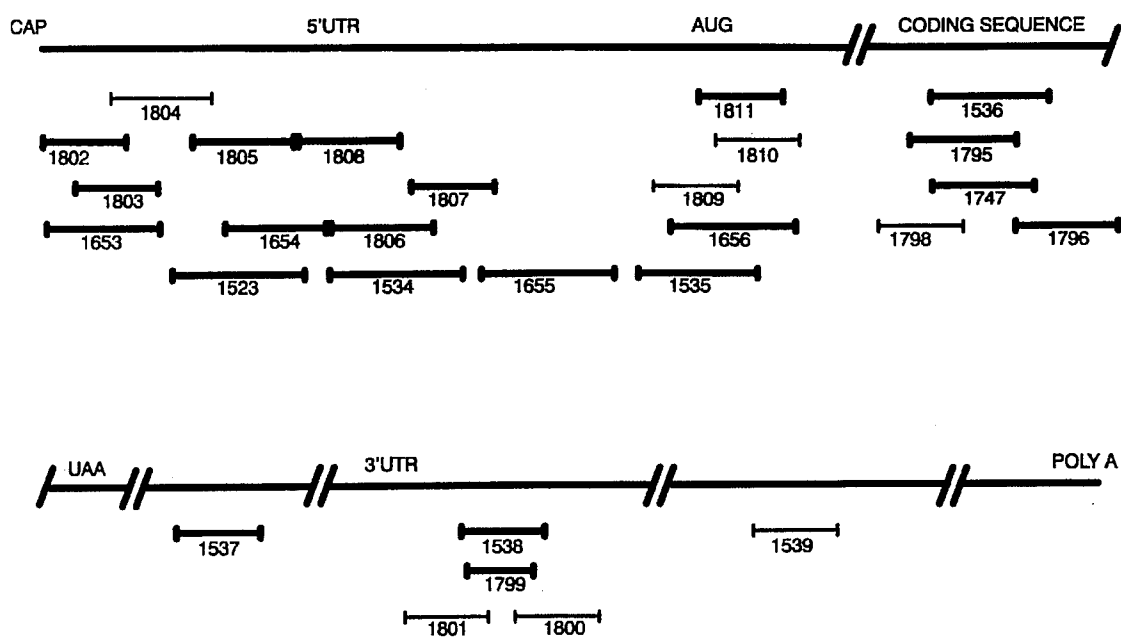 CAP 5'UTR AUG CODING SEQUENCE
1804 1811 1536
1802 1805 1808 1810 1795
1803 1807 1809 1747
1653 1654 1806 1656 1798 1796
1523 1534 1655 1535
UAA 3'UTR POLY A
1537 1538 1539
1799
1801 1800